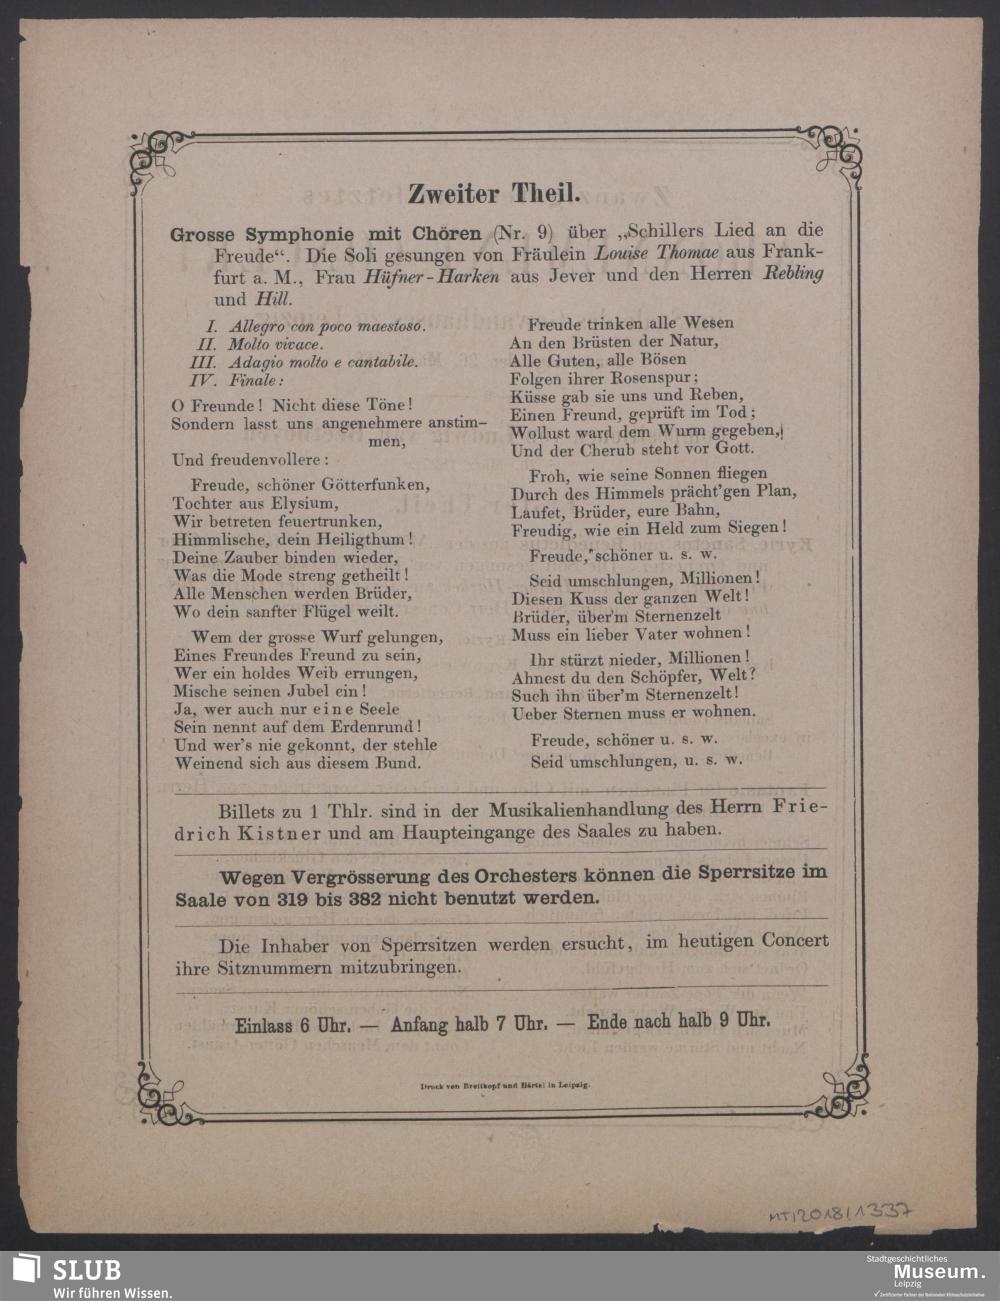 Zweiter Theil.
Grosse Symphonie mit Chören (Nr. 9) über „Schillers Lied an die
Freude“. Die Soli gesungen von Fräulein Louise Thomae aus Frank-
furt a. M., Frau Hüfner-Harken aus Jever und den Herren Rebling
und Hill.
I. Allegro con poco maestoso.
II. Molto vivace.
III. Adagio molto e cantabile.
IV. Finale:
O Freunde! Nicht diese Töne!
Sondern lasst uns angenehmere anstim-
men,
Und freudenvollere:
Freude, schöner Götterfunken,
Tochter aus Elysium,
Wir betreten feuertrunken,
Himmlische, dein Heiligthum!
Deine Zauber binden wieder,
Was die Mode streng getheilt!
Alle Menschen werden Brüder,
Wo dein sanfter Flügel weilt.
Wem der grosse Wurf gelungen,
Eines Freundes Freund zu sein,
Wer ein holdes Weib errungen,
Mische seinen Jubel ein!
Ja, wer auch nur eine Seele
Sein nennt auf dem Erdenrund!
Und wer's nie gekonnt, der stehle
Weinend sich aus diesem Bund.
Freude trinken alle Wesen
An den Brüsten der Natur,
Alle Guten, alle Bösen
Folgen ihrer Rosenspur;
Küsse gab sie uns und Reben,
Einen Freund, geprüft im Tod;
Wollust ward dem Wurm gegeben,
Und der Cherub steht vor Gott.
Froh, wie seine Sonnen fliegen
Durch des Himmels prächt'gen Plan,
Laufet, Brüder, eure Bahn,
Freudig, wie ein Held zum Siegen!
Freude, schöner u. s. w.
Seid umschlungen, Millionen!
Diesen Kuss der ganzen Welt!
Brüder, über'm Sternenzelt
Muss ein lieber Vater wohnen!
Ihr stürzt nieder, Millionen!
Ahnest du den Schöpfer, Welt?
Such ihn über'm Sternenzelt!
Ueber Sternen muss er wohnen.
Freude, schöner u. s. w.
Seid umschlungen, u. s. w.
Billets zu 1 Thlr. sind in der Musikalienhandlung des Herrn Frie-
drich Kistner und am Haupteingange des Saales zu haben.
Wegen Vergrösserung des Orchesters können die Sperrsitze im
Saale von 319 bis 382 nicht benutzt werden.
Die Inhaber von Sperrsitzen werden ersucht, im heutigen Concert
ihre Sitznummern mitzubringen.
Einlass 6 Uhr. — Anfang halb 7 Uhr. — Ende nach halb 9 Uhr.
Druck von Breitkopf und Härtel in Leipzig.
MT/2018/1337
SLUB
Wir führen Wissen.
Stadtgeschichtliches
Museum.
Leipzig
Zertifizierter Partner der Nationalen Klimaschutzinitiative